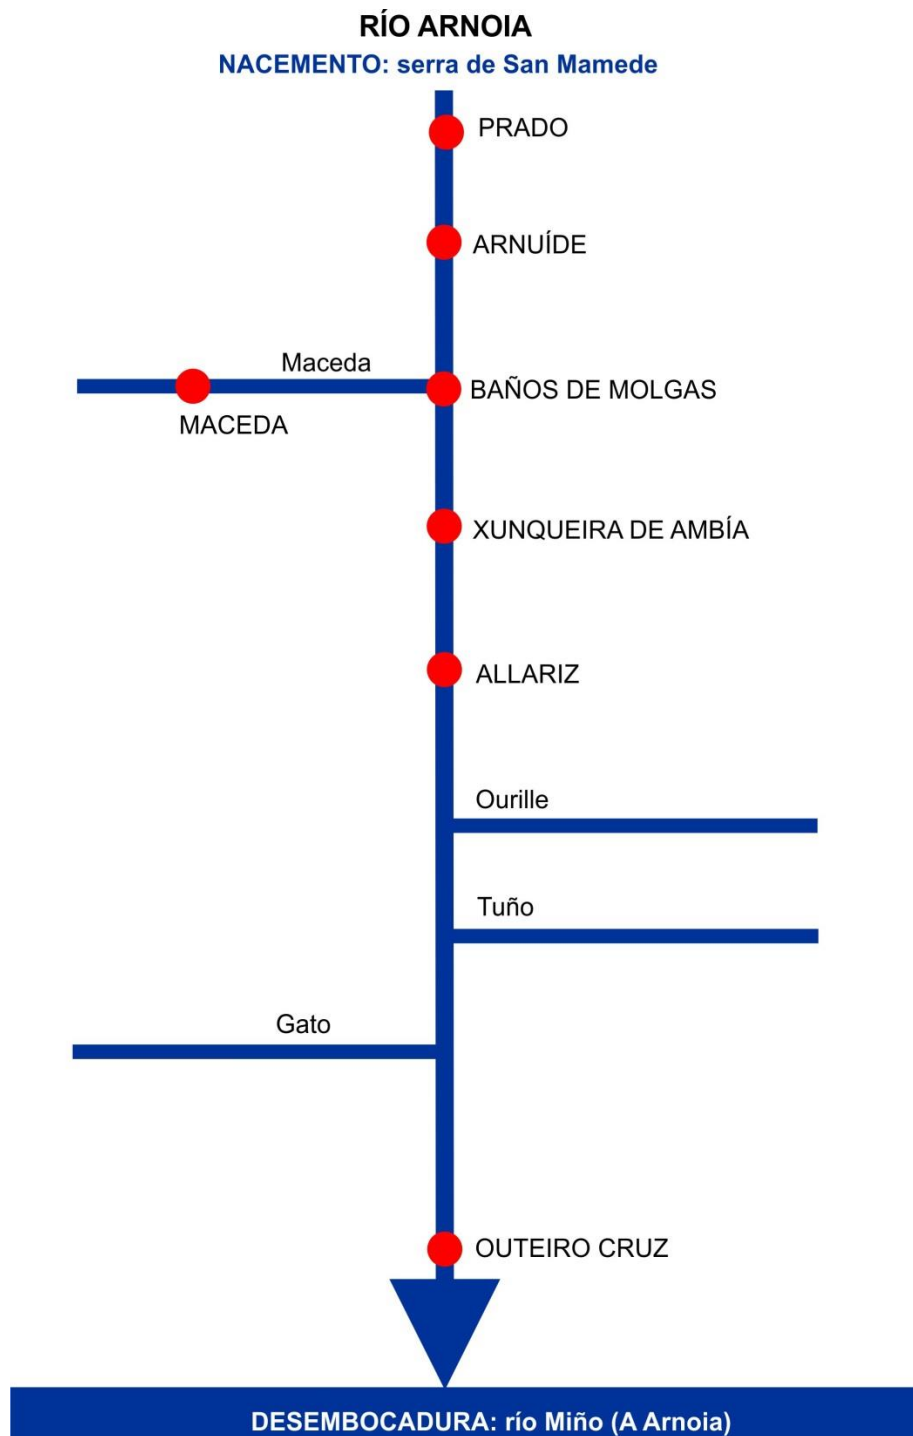 RÍO ARNOIA
NACEMENTO: serra de San Mamede
PRADO
ARNUÍDE
Maceda
BAÑOS DE MOLGAS
MACEDA
XUNQUEIRA DE AMBÍA
ALLARIZ
Ourille
Tuño
Gato
OUTEIRO CRUZ
DESEMBOCADURA: río Miño (A Arnoia)